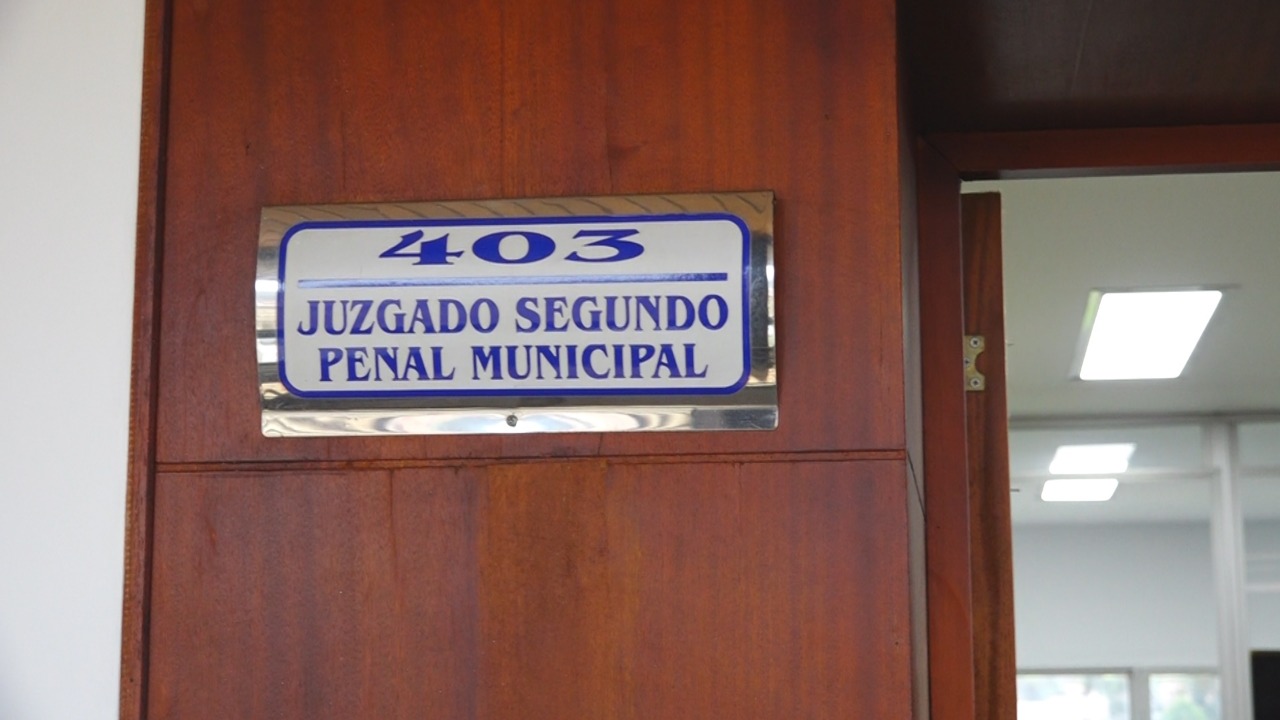 403
JUZGADO SEGUNDO
PENAL MUNICIPAL